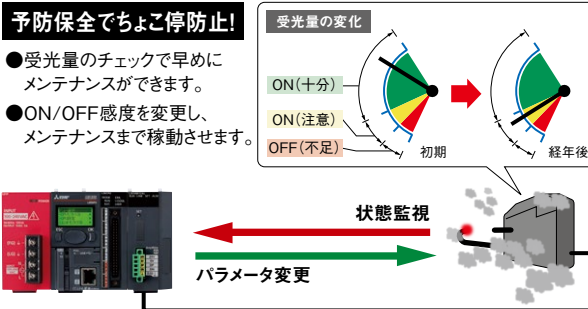 予防保全でちょこ停防止!
●受光量のチェックで早めに
メンテナンスができます。
●ON/OFF感度を変更し、
メンテナンスまで稼動させます。
受光量の変化
ON(十分)
ON(注意)
OFF(不足)
初期
経年後
状態監視
パラメータ変更
INPUT